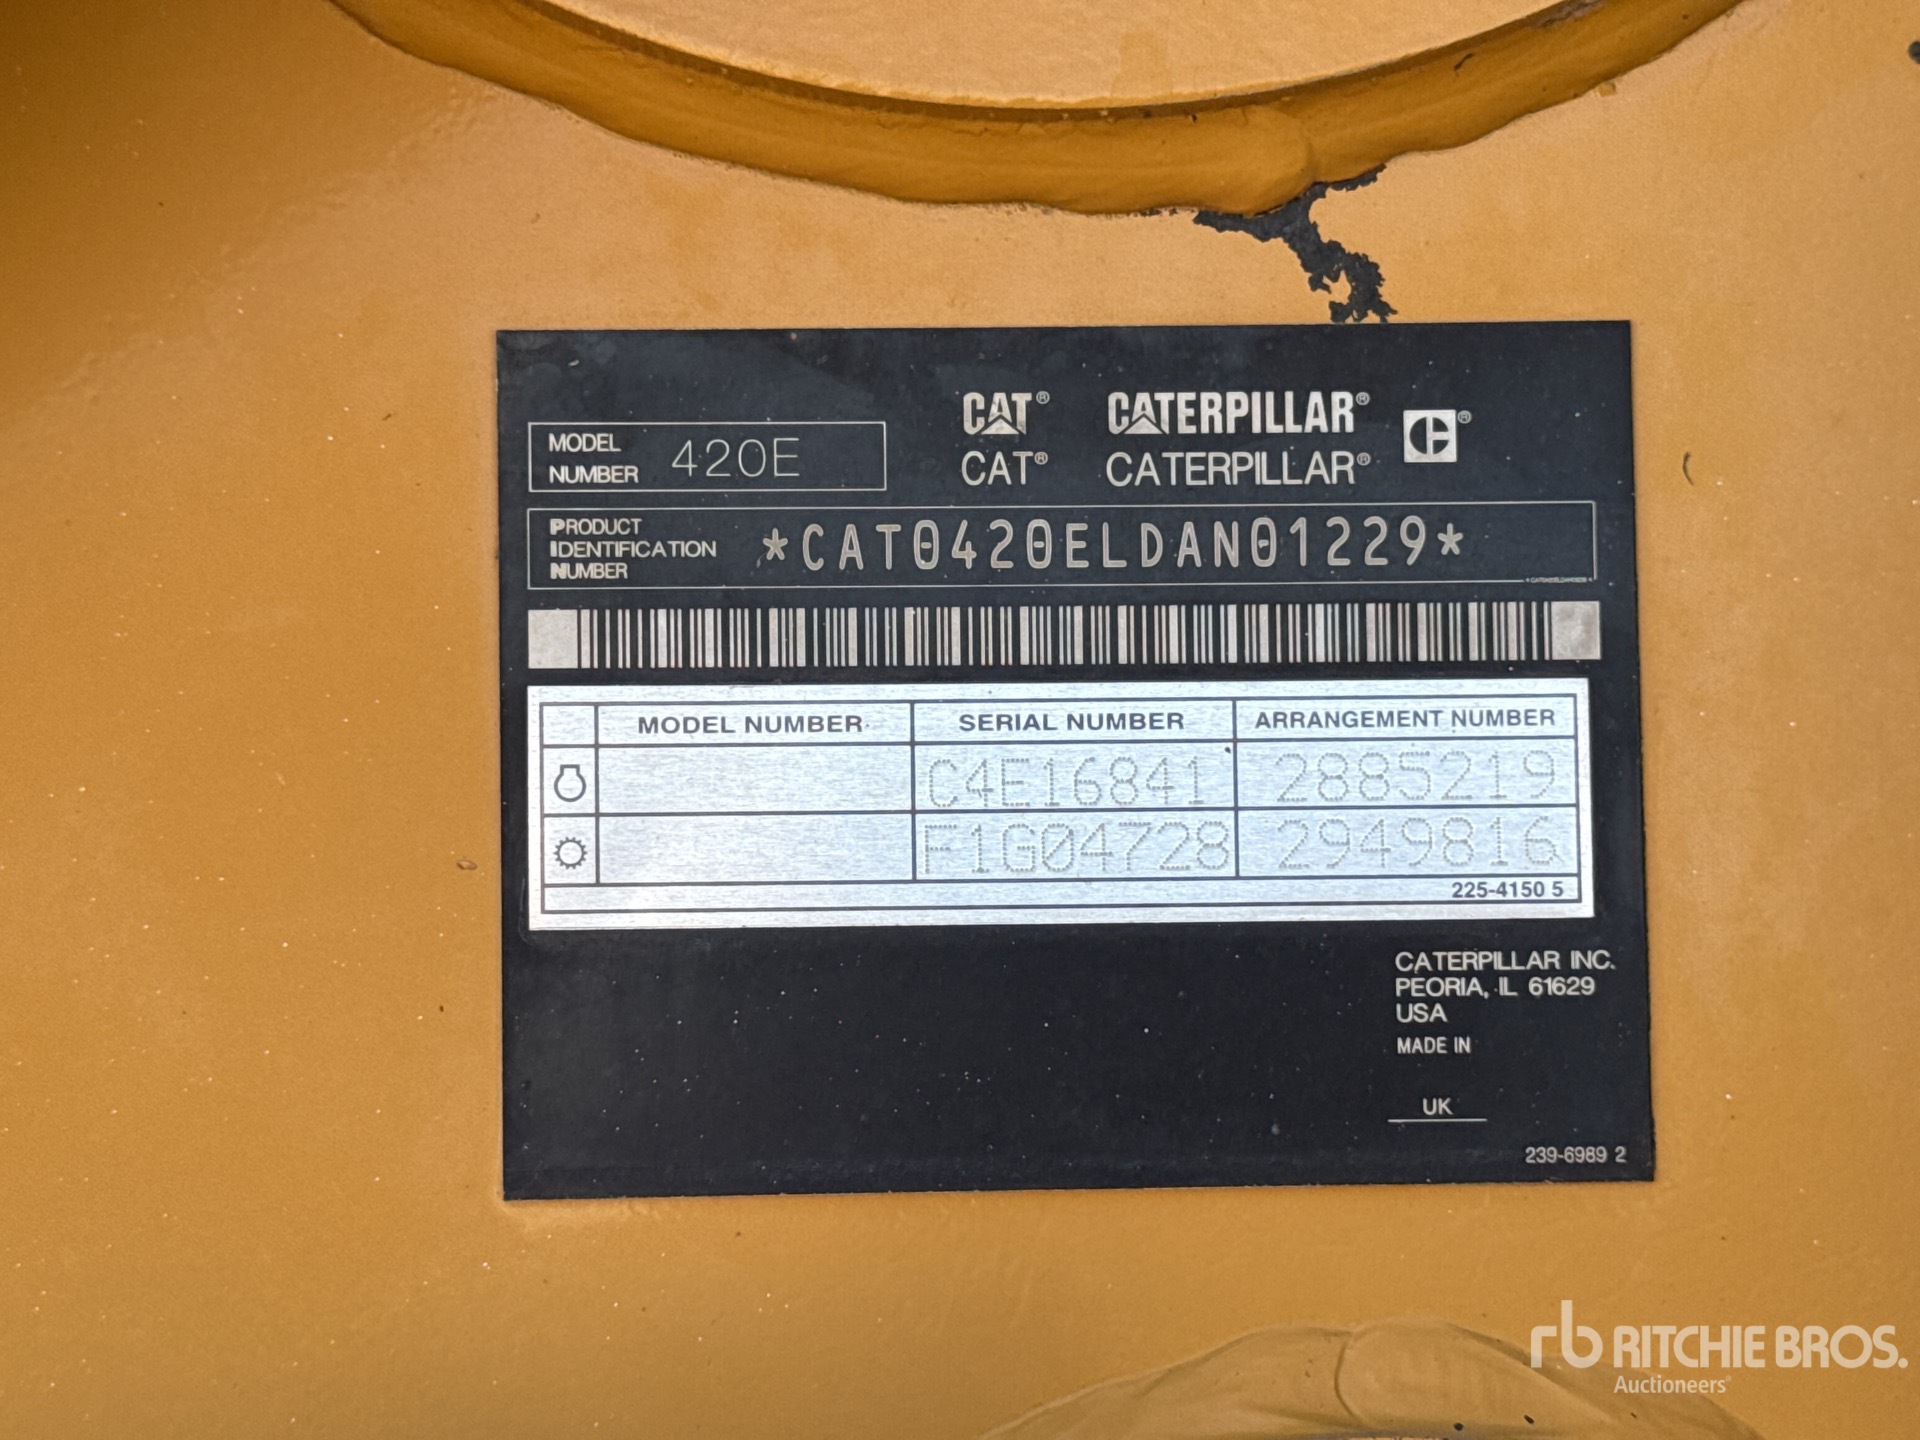 CAT® CATERPILLAR® ®
CAT® CATERPILLAR®
MODEL
NUMBER 420E
PRODUCT
IDENTIFICATION
NUMBER
*CAT0420ELDAN01229*
MODEL NUMBER SERIAL NUMBER ARRANGEMENT NUMBER
C4E16841 2885219
F1G04728 2949816
225-4150 5
CATERPILLAR INC.
PEORIA, IL 61629
USA
MADE IN
UK
239-6989 2
rb RITCHIE BROS.
Auctioneers